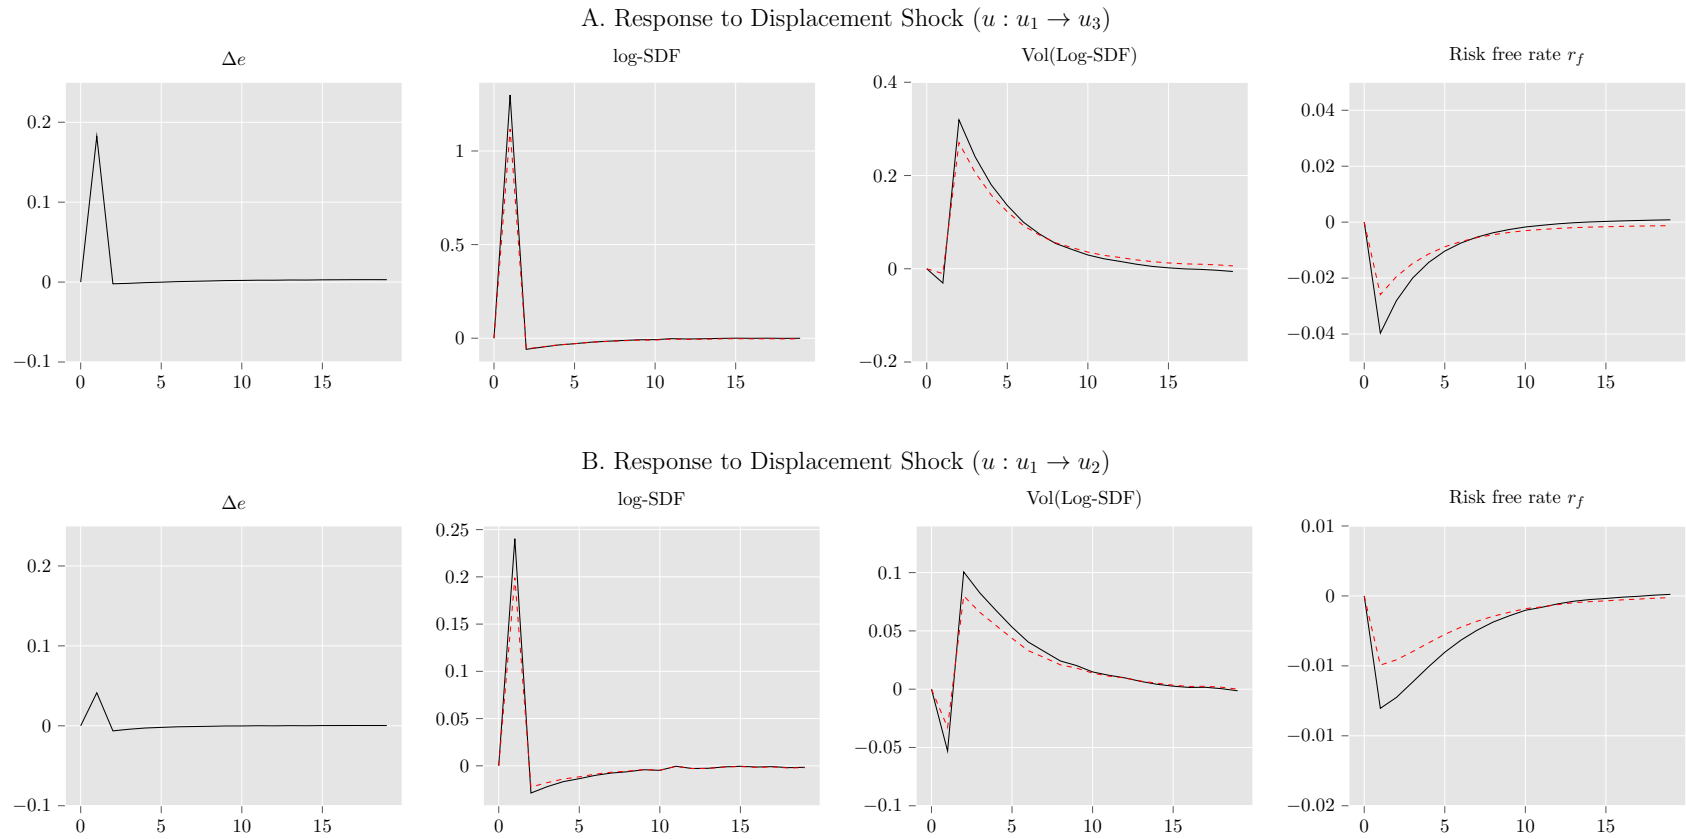 A. Response to Displacement Shock (u : u₁ → u₃)
Δe
log-SDF
Vol(Log-SDF)
Risk free rate r_f
0.2
0.1
0
−0.1
0 5 10 15
1
0.5
0
0 5 10 15
0.4
0.2
0
−0.2
0 5 10 15
0.04
0.02
0
−0.02
−0.04
0 5 10 15
B. Response to Displacement Shock (u : u₁ → u₂)
Δe
log-SDF
Vol(Log-SDF)
Risk free rate r_f
0.2
0.1
0
−0.1
0 5 10 15
0.25
0.2
0.15
0.1
0.05
0
0 5 10 15
0.1
0.05
0
−0.05
−0.1
0 5 10 15
0.01
0
−0.01
−0.01
−0.02
0 5 10 15